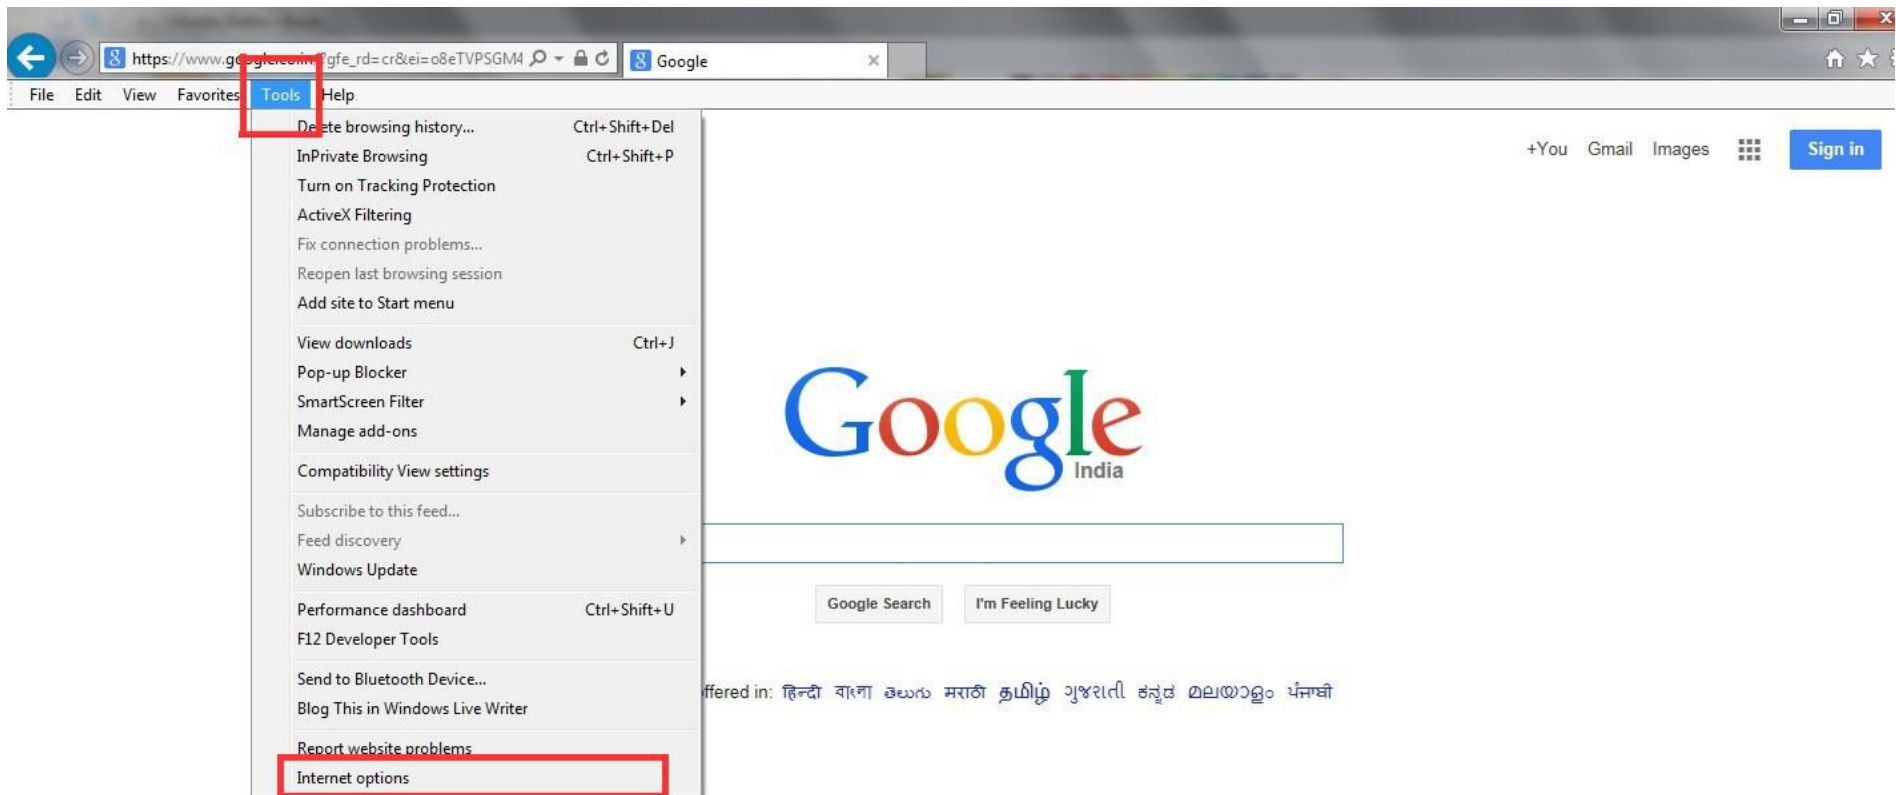 https://www.google.co.in/?gfe_rd=cr&ei=o8eTVPSGM4
Google
File Edit View Favorites Tools Help
Delete browsing history... Ctrl+Shift+Del
InPrivate Browsing Ctrl+Shift+P
Turn on Tracking Protection
ActiveX Filtering
Fix connection problems...
Reopen last browsing session
Add site to Start menu
View downloads Ctrl+J
Pop-up Blocker
SmartScreen Filter
Manage add-ons
Compatibility View settings
Subscribe to this feed...
Feed discovery
Windows Update
Performance dashboard Ctrl+Shift+U
F12 Developer Tools
Send to Bluetooth Device...
Blog This in Windows Live Writer
Report website problems
Internet options
+You Gmail Images Sign in
Google
India
Google Search I'm Feeling Lucky
ffered in: हिन्दी বাংলা తెలుగు मराठी தமிழ் ગુજરાતી ಕನ್ನಡ മലയാളം ਪੰਜਾਬੀ